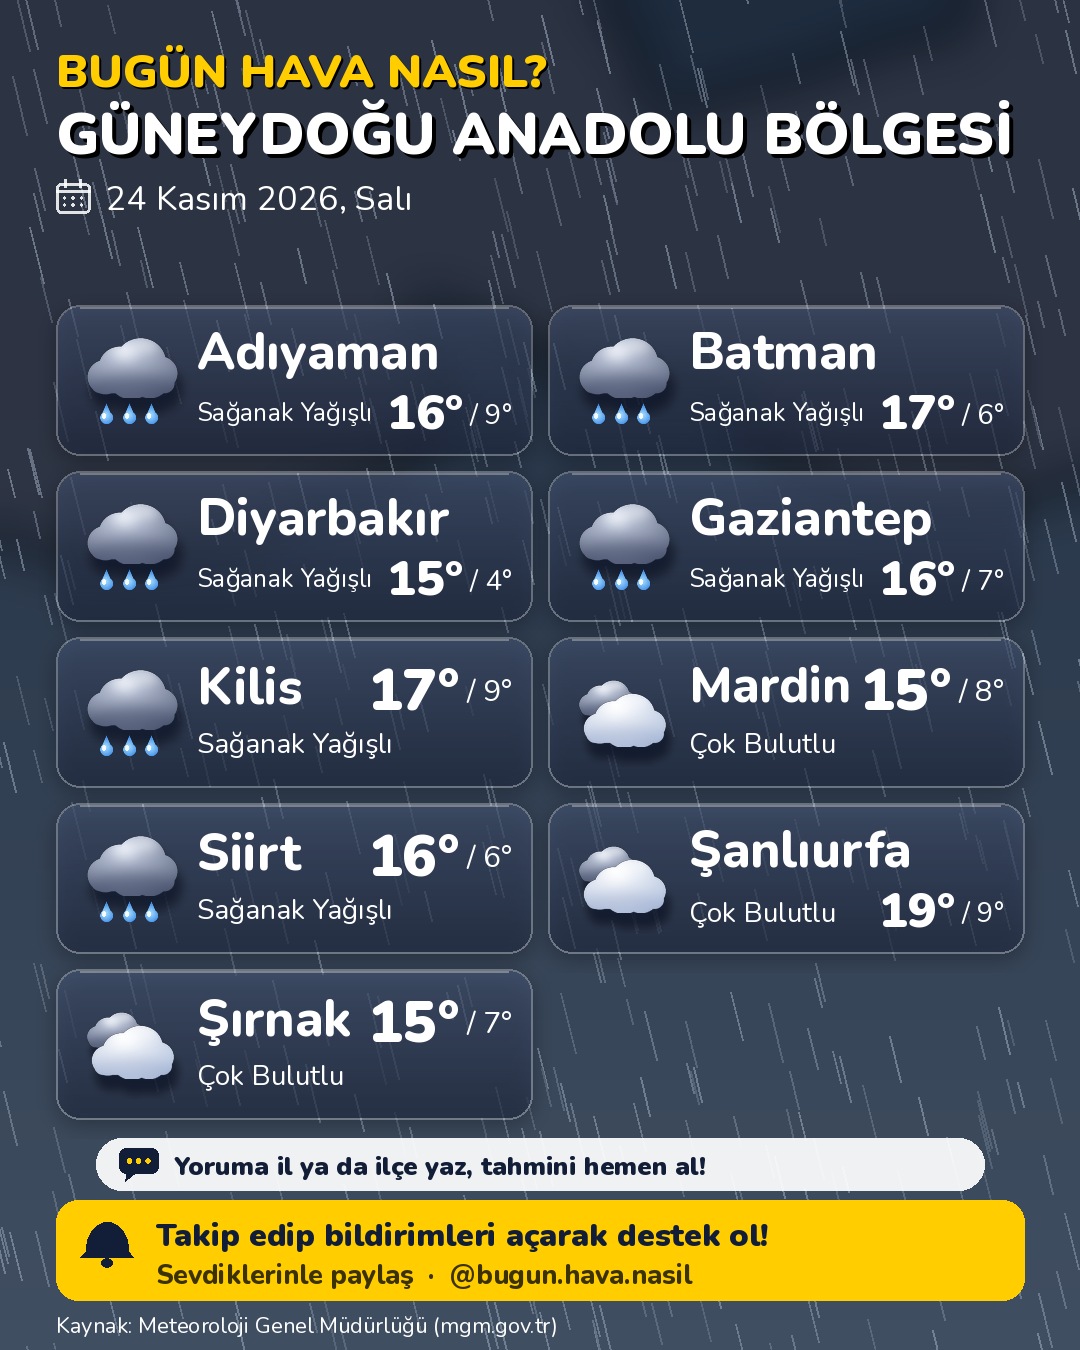 BUGÜN HAVA NASIL?
GÜNEYDOĞU ANADOLU BÖLGESİ
24 Kasım 2026, Salı
Adıyaman
Sağanak Yağışlı 16° / 9°
Batman
Sağanak Yağışlı 17° / 6°
Diyarbakır
Sağanak Yağışlı 15° / 4°
Gaziantep
Sağanak Yağışlı 16° / 7°
Kilis 17° / 9°
Sağanak Yağışlı
Mardin 15° / 8°
Çok Bulutlu
Siirt 16° / 6°
Sağanak Yağışlı
Şanlıurfa
Çok Bulutlu 19° / 9°
Şırnak 15° / 7°
Çok Bulutlu
Yoruma il ya da ilçe yaz, tahmini hemen al!
Takip edip bildirimleri açarak destek ol!
Sevdiklerinle paylaş · @bugun.hava.nasil
Kaynak: Meteoroloji Genel Müdürlüğü (mgm.gov.tr)